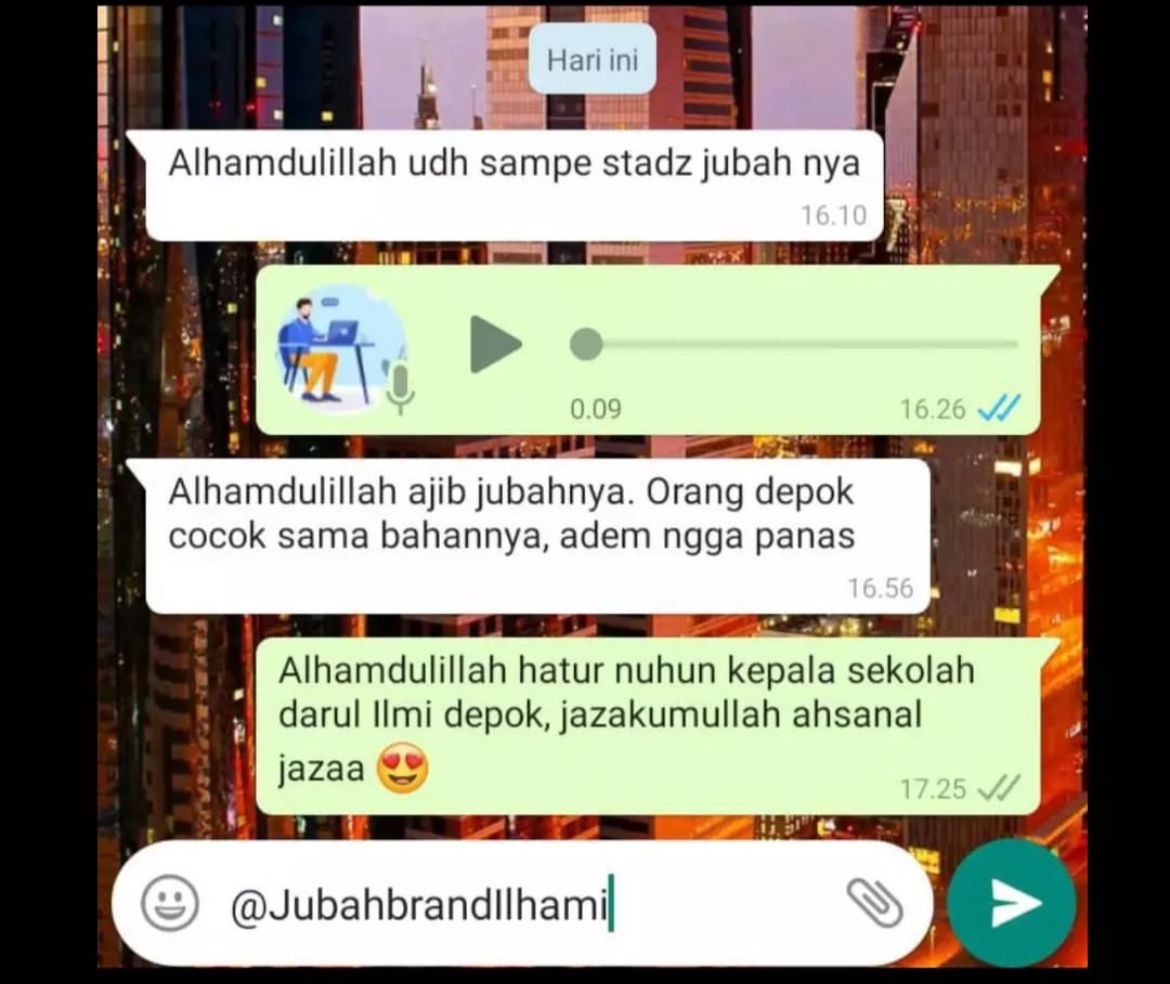 Hari ini
Alhamdulillah udh sampe stadz jubah nya
16.10
0.09
16.26
Alhamdulillah ajib jubahnya. Orang depok
cocok sama bahannya, adem ngga panas
16.56
Alhamdulillah hatur nuhun kepala sekolah
darul Ilmi depok, jazakumullah ahsanal
jazaa 😍
17.25
@JubahbrandIlhami